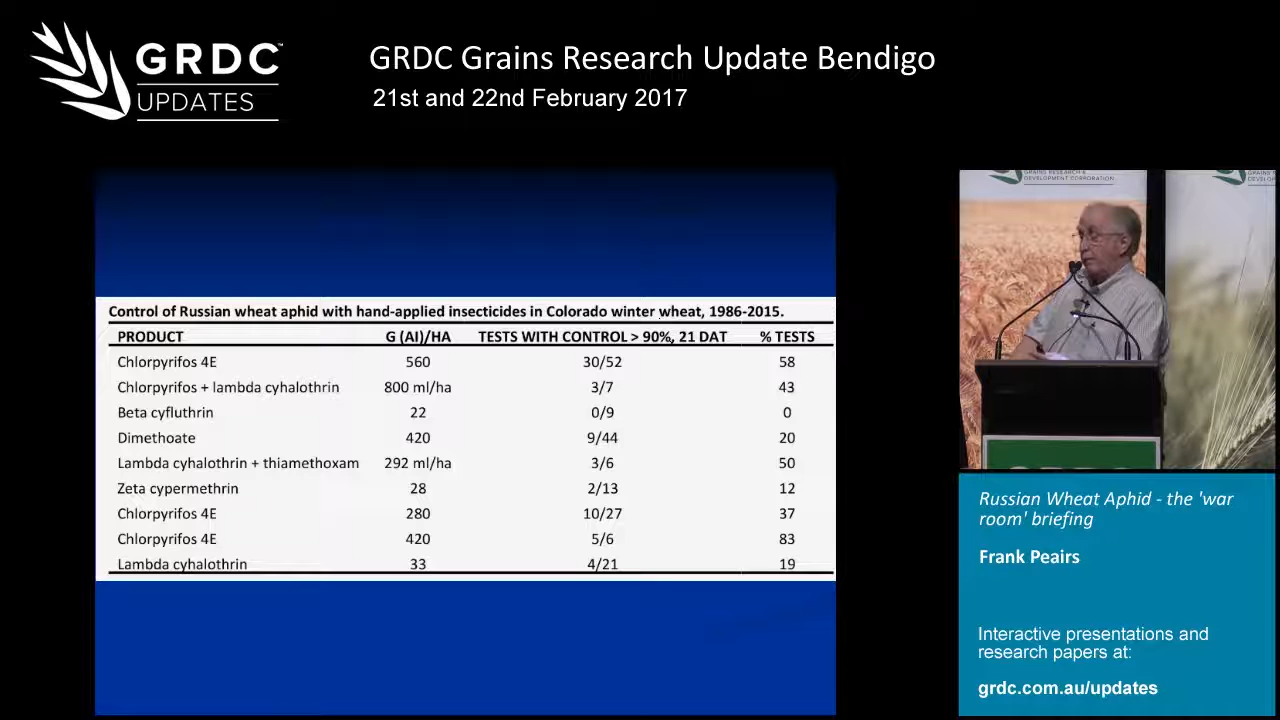 GRDC™
UPDATES
GRDC Grains Research Update Bendigo
21st and 22nd February 2017
Control of Russian wheat aphid with hand-applied insecticides in Colorado winter wheat, 1986-2015.
PRODUCT G (AI)/HA TESTS WITH CONTROL > 90%, 21 DAT % TESTS
Chlorpyrifos 4E 560 30/52 58
Chlorpyrifos + lambda cyhalothrin 800 ml/ha 3/7 43
Beta cyfluthrin 22 0/9 0
Dimethoate 420 9/44 20
Lambda cyhalothrin + thiamethoxam 292 ml/ha 3/6 50
Zeta cypermethrin 28 2/13 12
Chlorpyrifos 4E 280 10/27 37
Chlorpyrifos 4E 420 5/6 83
Lambda cyhalothrin 33 4/21 19
GRAINS RESEARCH &
DEVELOPMENT CORPORATION
Russian Wheat Aphid - the 'war
room' briefing
Frank Peairs
Interactive presentations and
research papers at:
grdc.com.au/updates